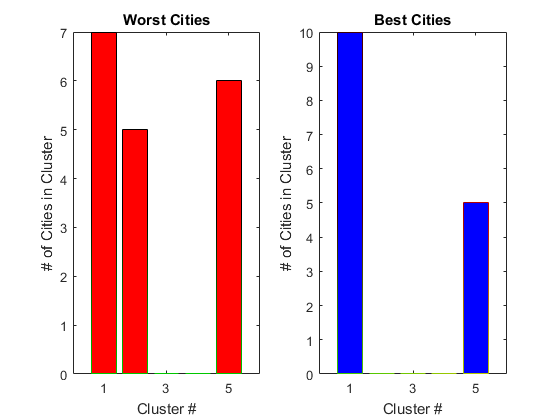 Worst Cities
7
6
5
4
3
2
1
0
# of Cities in Cluster
1 3 5
Cluster #
Best Cities
10
9
8
7
6
5
4
3
2
1
0
# of Cities in Cluster
1 3 5
Cluster #